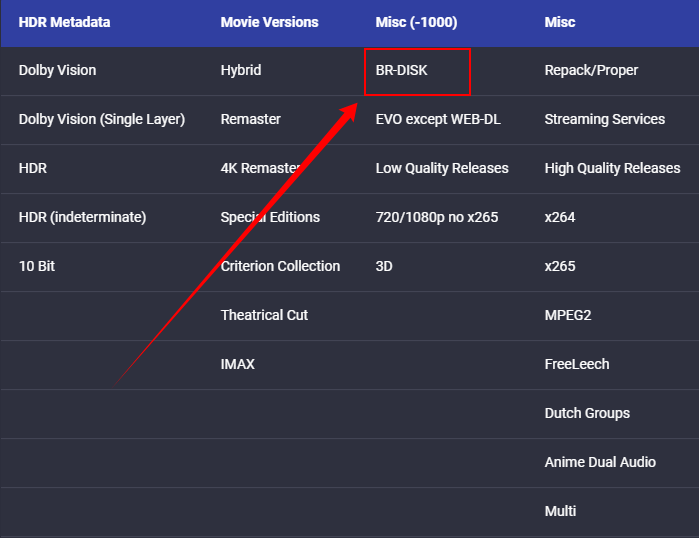 HDR Metadata Movie Versions Misc (-1000) Misc
Dolby Vision Hybrid BR-DISK Repack/Proper
Dolby Vision (Single Layer) Remaster EVO except WEB-DL Streaming Services
HDR 4K Remaster Low Quality Releases High Quality Releases
HDR (indeterminate) Special Editions 720/1080p no x265 x264
10 Bit Criterion Collection 3D x265
Theatrical Cut MPEG2
IMAX FreeLeech
Dutch Groups
Anime Dual Audio
Multi